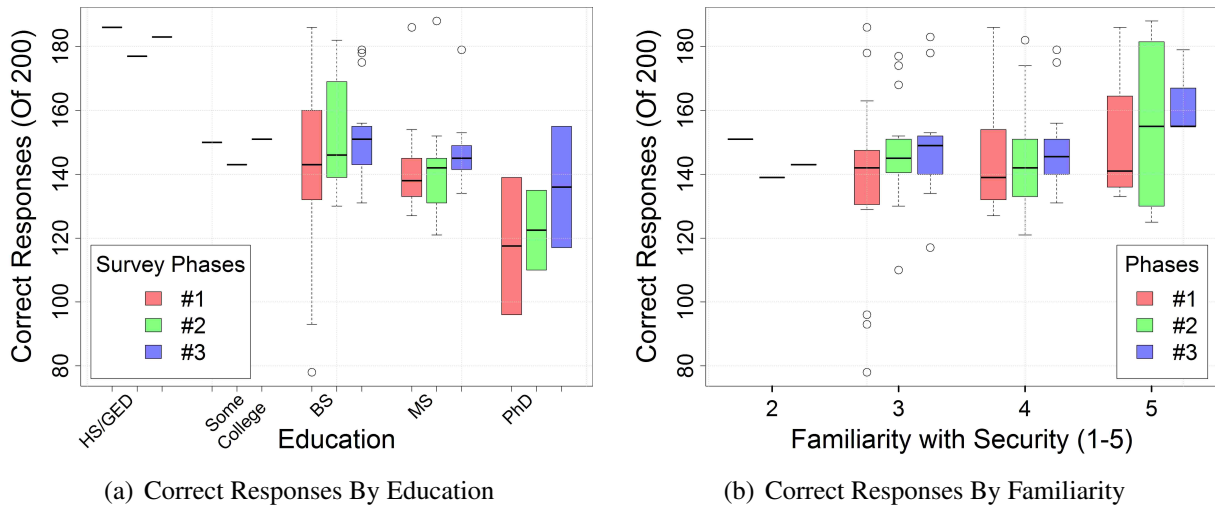 Correct Responses (Of 200)
180
160
140
120
100
80
Survey Phases
#1
#2
#3
HS/GED
Some
College
BS
MS
PhD
Education
(a) Correct Responses By Education
Correct Responses (Of 200)
180
160
140
120
100
80
Phases
#1
#2
#3
2
3
4
5
Familiarity with Security (1-5)
(b) Correct Responses By Familiarity